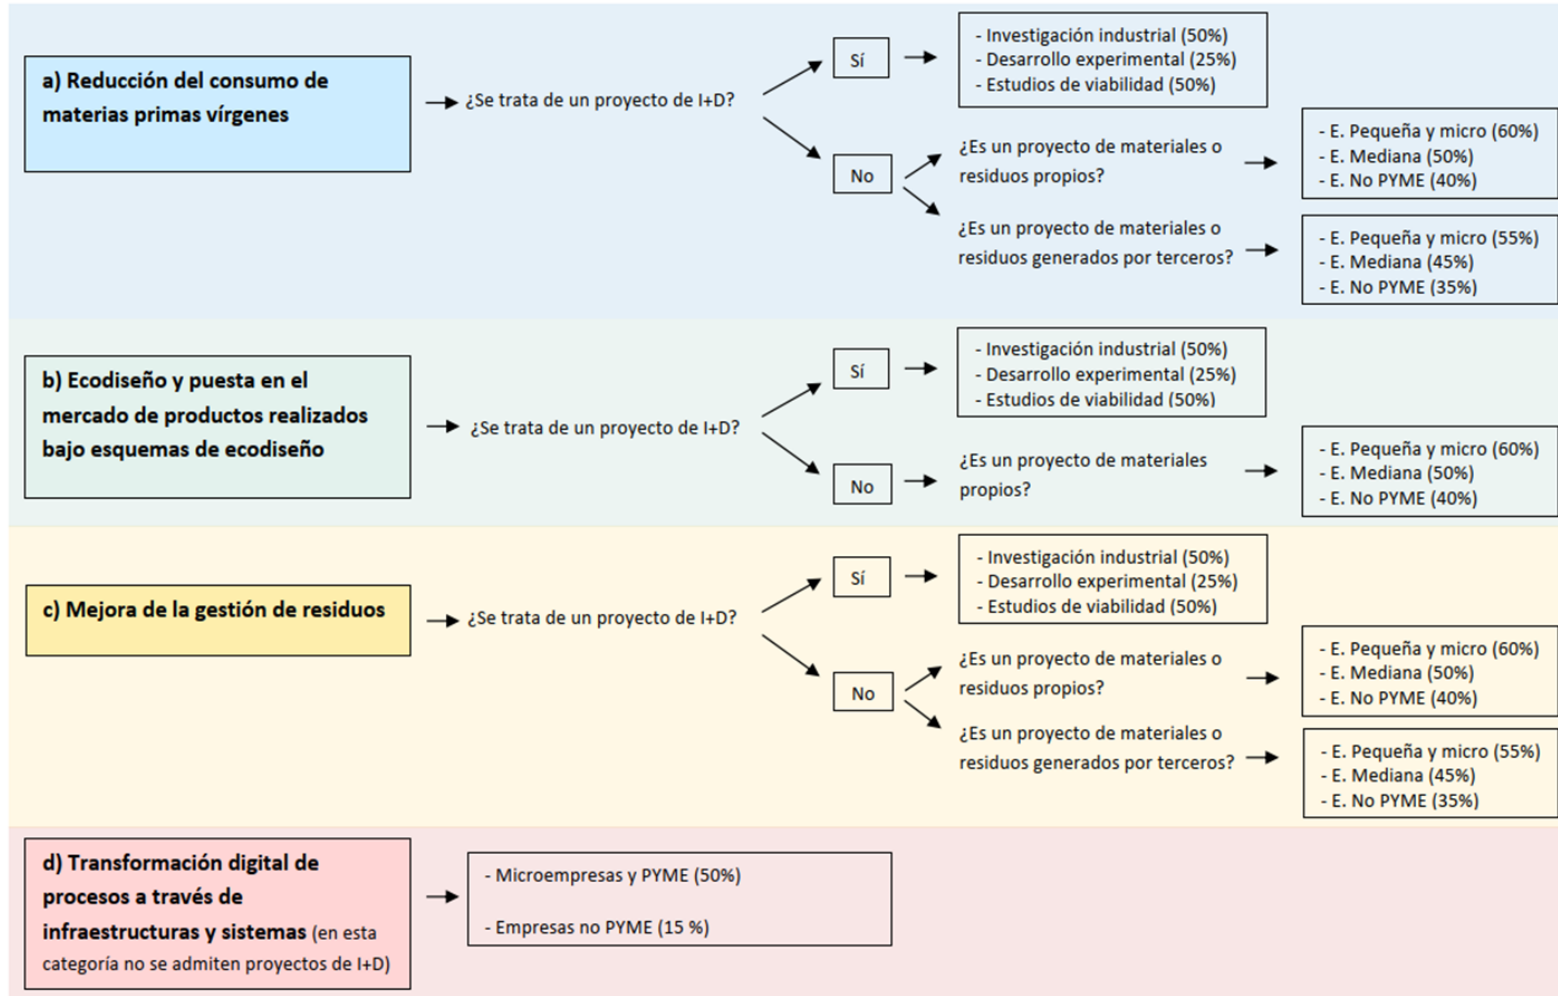 a) Reducción del consumo de
materias primas vírgenes
¿Se trata de un proyecto de I+D?
Sí
- Investigación industrial (50%)
- Desarrollo experimental (25%)
- Estudios de viabilidad (50%)
No
¿Es un proyecto de materiales o
residuos propios?
- E. Pequeña y micro (60%)
- E. Mediana (50%)
- E. No PYME (40%)
¿Es un proyecto de materiales o
residuos generados por terceros?
- E. Pequeña y micro (55%)
- E. Mediana (45%)
- E. No PYME (35%)
b) Ecodiseño y puesta en el
mercado de productos realizados
bajo esquemas de ecodiseño
¿Se trata de un proyecto de I+D?
Sí
- Investigación industrial (50%)
- Desarrollo experimental (25%)
- Estudios de viabilidad (50%)
No
¿Es un proyecto de materiales
propios?
- E. Pequeña y micro (60%)
- E. Mediana (50%)
- E. No PYME (40%)
c) Mejora de la gestión de residuos
¿Se trata de un proyecto de I+D?
Sí
- Investigación industrial (50%)
- Desarrollo experimental (25%)
- Estudios de viabilidad (50%)
No
¿Es un proyecto de materiales o
residuos propios?
- E. Pequeña y micro (60%)
- E. Mediana (50%)
- E. No PYME (40%)
¿Es un proyecto de materiales o
residuos generados por terceros?
- E. Pequeña y micro (55%)
- E. Mediana (45%)
- E. No PYME (35%)
d) Transformación digital de
procesos a través de
infraestructuras y sistemas (en esta
categoría no se admiten proyectos de I+D)
- Microempresas y PYME (50%)
- Empresas no PYME (15 %)